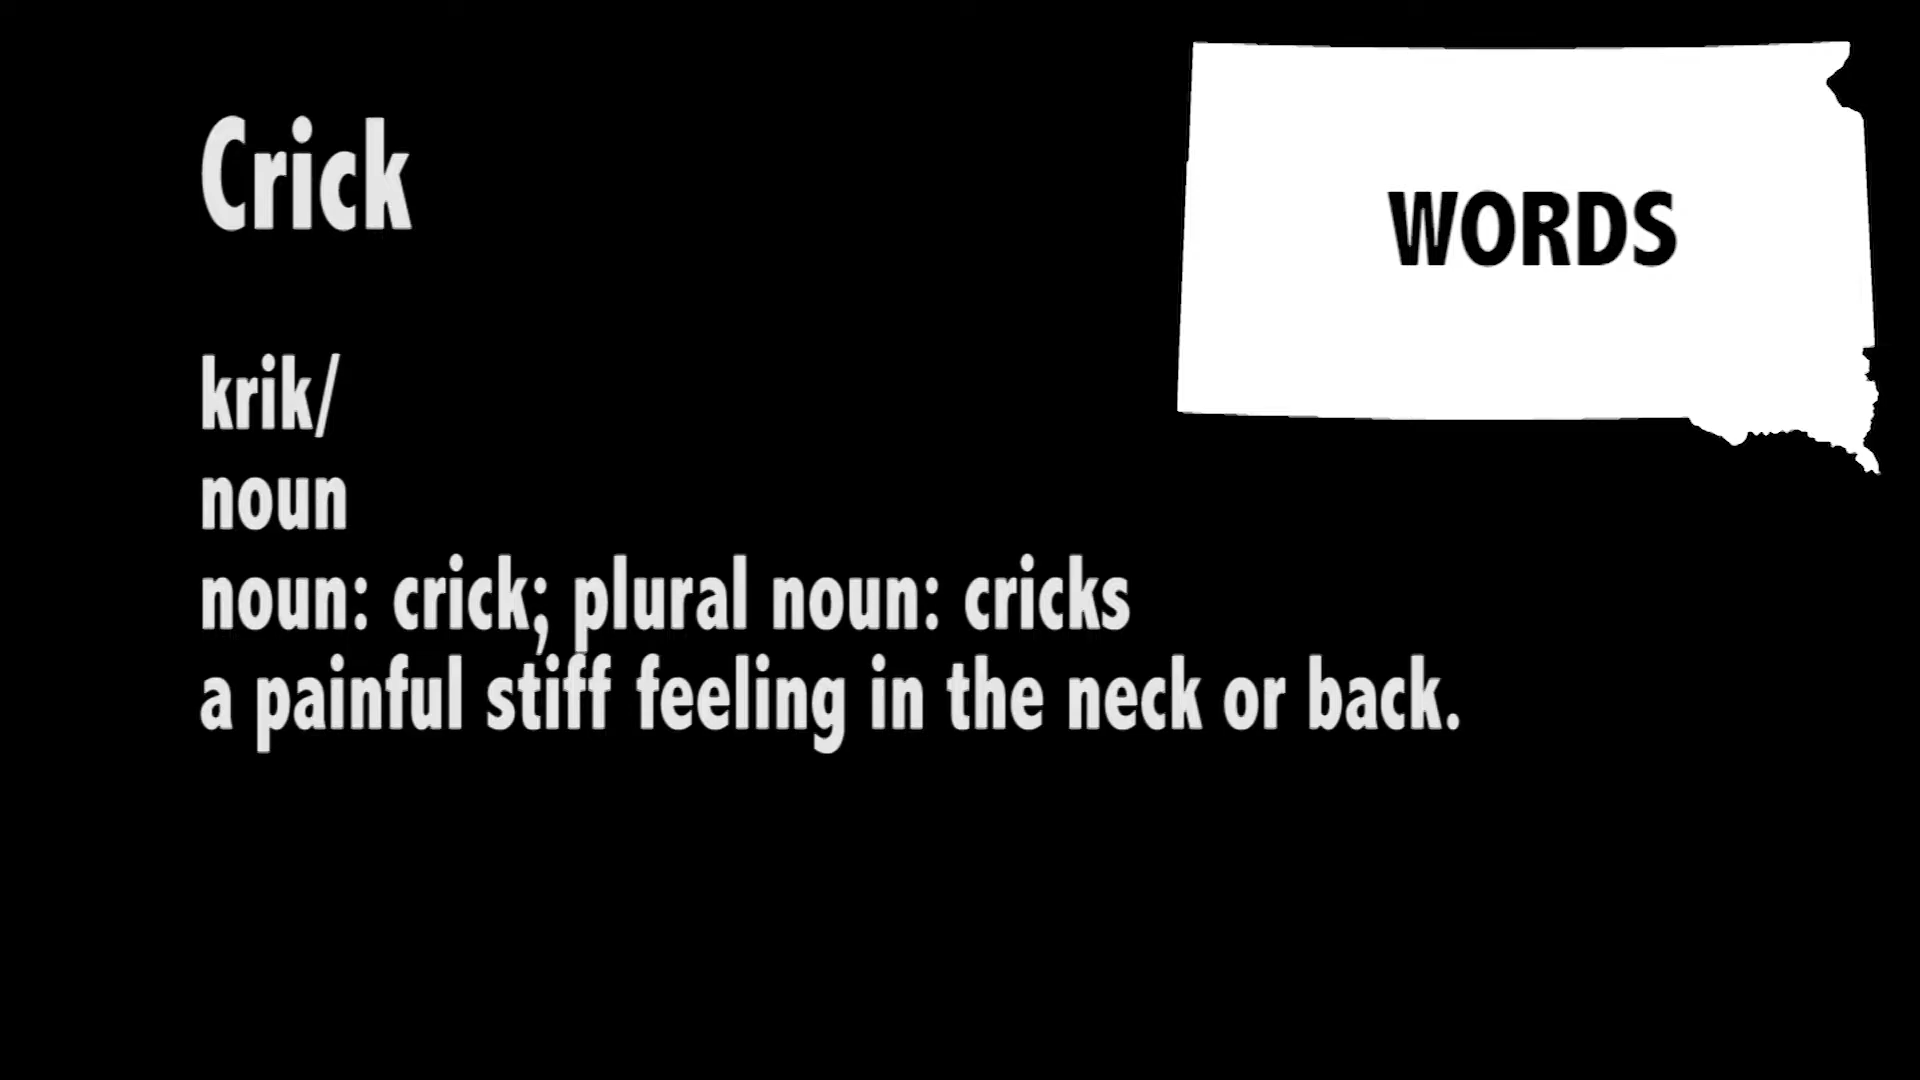 Crick
WORDS
krik/
noun
noun: crick; plural noun: cricks
a painful stiff feeling in the neck or back.